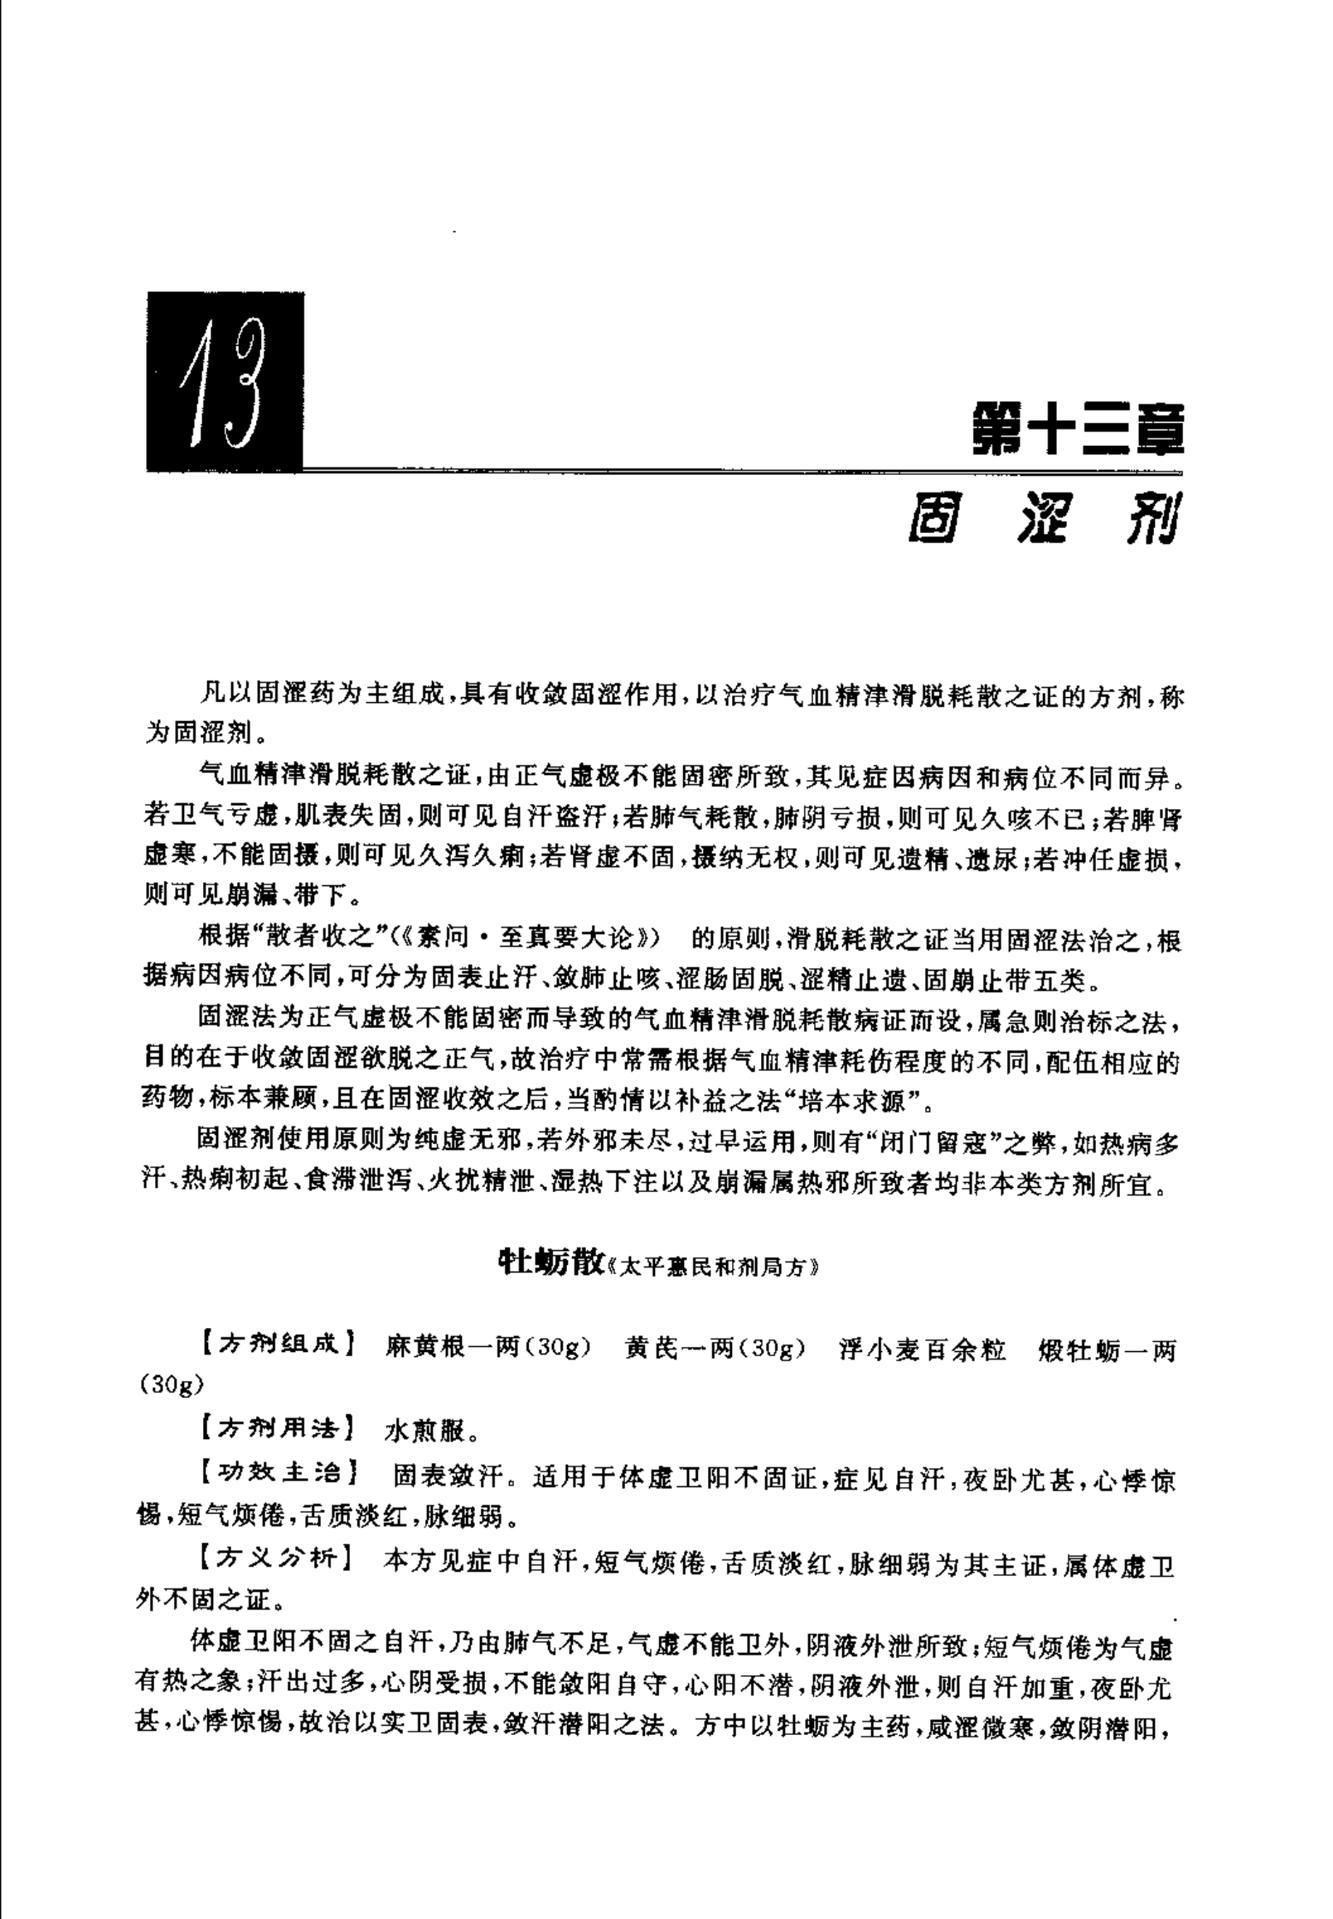 13
第十三章
固 涩 剂
凡以固涩药为主组成,具有收敛固涩作用,以治疗气血精津滑脱耗散之证的方剂,称
为固涩剂。
气血精津滑脱耗散之证,由正气虚极不能固密所致,其见症因病因和病位不同而异。
若卫气亏虚,肌表失固,则可见自汗盗汗;若肺气耗散,肺阴亏损,则可见久咳不已;若脾肾
虚寒,不能固摄,则可见久泻久痢;若肾虚不固,摄纳无权,则可见遗精、遗尿;若冲任虚损,
则可见崩漏、带下。
根据“散者收之”(《素问·至真要大论》) 的原则,滑脱耗散之证当用固涩法治之,根
据病因病位不同,可分为固表止汗、敛肺止咳、涩肠固脱、涩精止遗、固崩止带五类。
固涩法为正气虚极不能固密而导致的气血精津滑脱耗散病证而设,属急则治标之法,
目的在于收敛固涩欲脱之正气,故治疗中常需根据气血精津耗伤程度的不同,配伍相应的
药物,标本兼顾,且在固涩收效之后,当酌情以补益之法“培本求源”。
固涩剂使用原则为纯虚无邪,若外邪未尽,过早运用,则有“闭门留寇”之弊,如热病多
汗、热痢初起、食滞泄泻、火扰精泄、湿热下注以及崩漏属热邪所致者均非本类方剂所宜。
牡蛎散《太平惠民和剂局方》
【方剂组成】 麻黄根一两(30g) 黄芪一两(30g) 浮小麦百余粒 煅牡蛎一两
(30g)
【方剂用法】 水煎服。
【功效主治】 固表敛汗。适用于体虚卫阳不固证,症见自汗,夜卧尤甚,心悸惊
惕,短气烦倦,舌质淡红,脉细弱。
【方义分析】 本方见症中自汗,短气烦倦,舌质淡红,脉细弱为其主证,属体虚卫
外不固之证。
体虚卫阳不固之自汗,乃由肺气不足,气虚不能卫外,阴液外泄所致;短气烦倦为气虚
有热之象;汗出过多,心阴受损,不能敛阳自守,心阳不潜,阴液外泄,则自汗加重,夜卧尤
甚,心悸惊惕,故治以实卫固表,敛汗潜阳之法。方中以牡蛎为主药,咸涩微寒,敛阴潜阳,